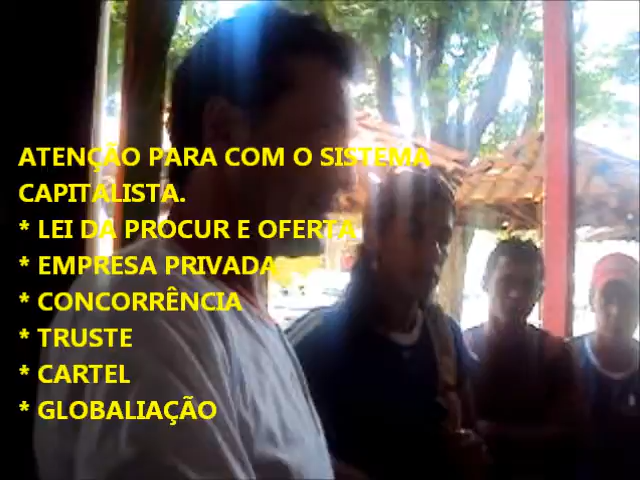 ATENÇÃO PARA COM O SISTEMA
CAPITALISTA.
* LEI DA PROCUR E OFERTA
* EMPRESA PRIVADA
* CONCORRÊNCIA
* TRUSTE
* CARTEL
* GLOBALIAÇÃO